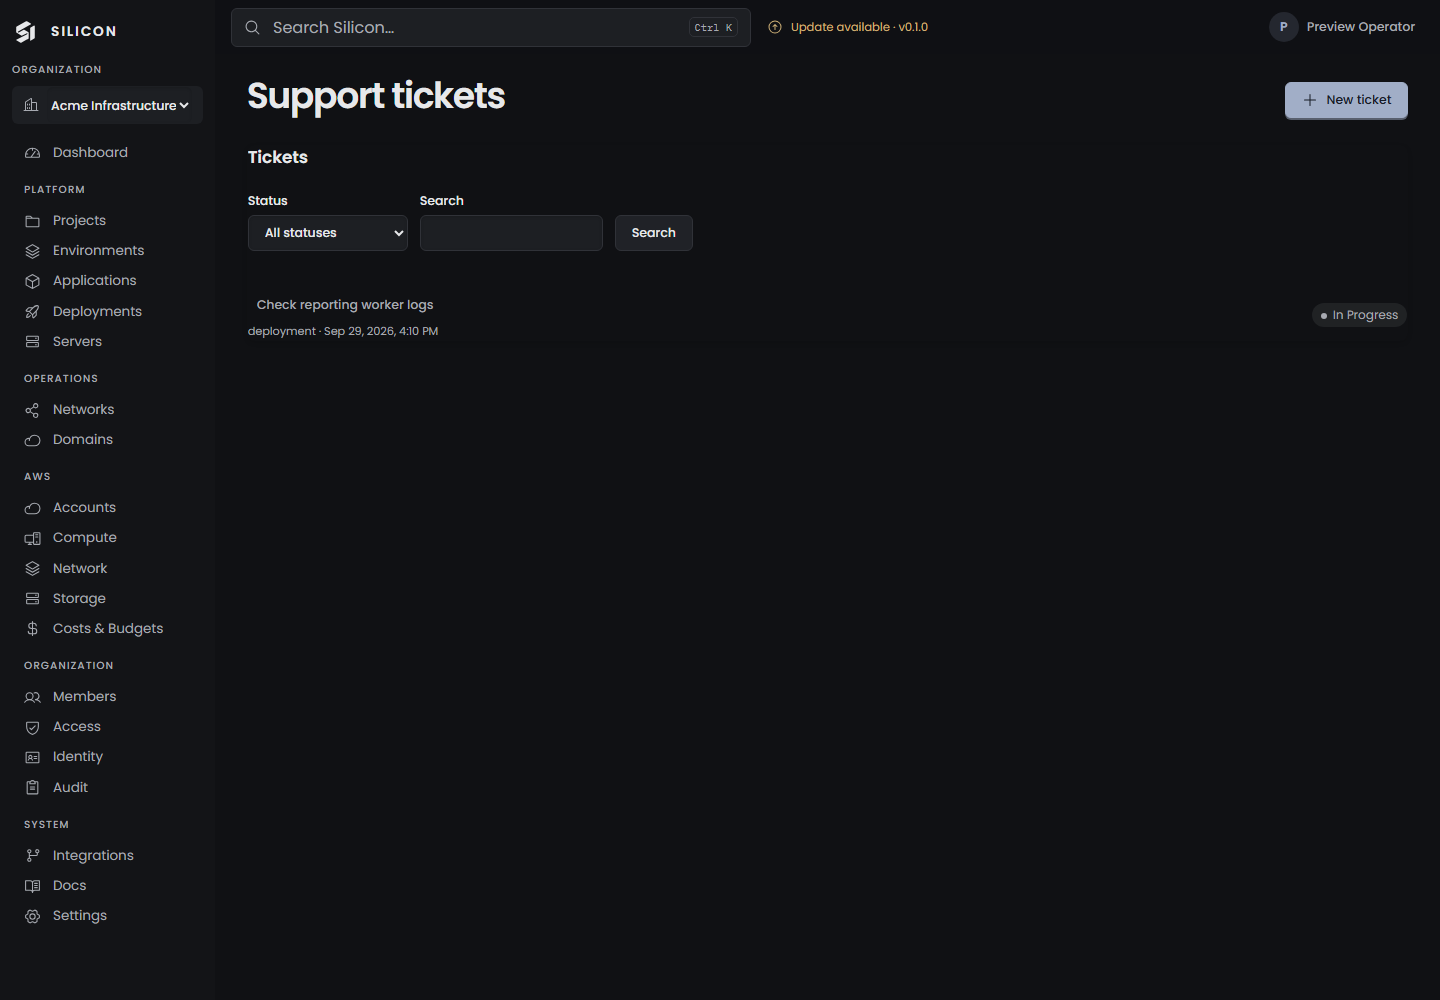 SILICON
ORGANIZATION
Acme Infrastructure
Dashboard
PLATFORM
Projects
Environments
Applications
Deployments
Servers
OPERATIONS
Networks
Domains
AWS
Accounts
Compute
Network
Storage
Costs & Budgets
ORGANIZATION
Members
Access
Identity
Audit
SYSTEM
Integrations
Docs
Settings
Search Silicon...
Ctrl K
Update available · v0.1.0
P
Preview Operator
Support tickets
New ticket
Tickets
Status
Search
All statuses
Search
Check reporting worker logs
deployment · Sep 29, 2026, 4:10 PM
In Progress